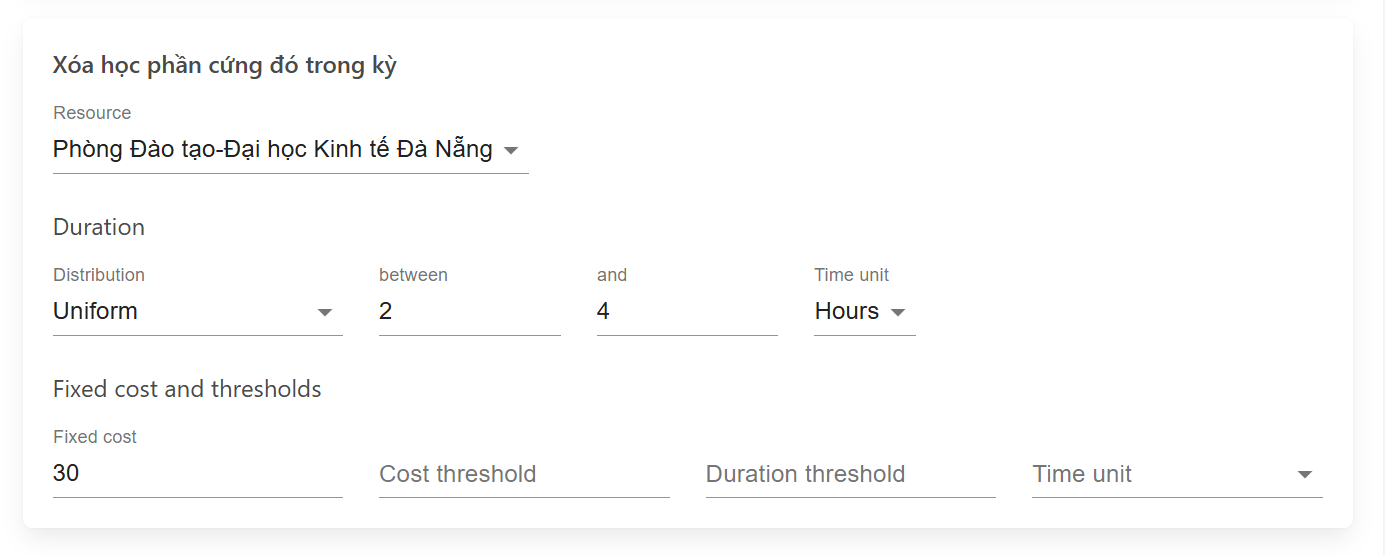 Xóa học phần cứng đó trong kỳ
Resource
Phòng Đào tạo-Đại học Kinh tế Đà Nẵng
Duration
Distribution between and Time unit
Uniform 2 4 Hours
Fixed cost and thresholds
Fixed cost
30 Cost threshold Duration threshold Time unit